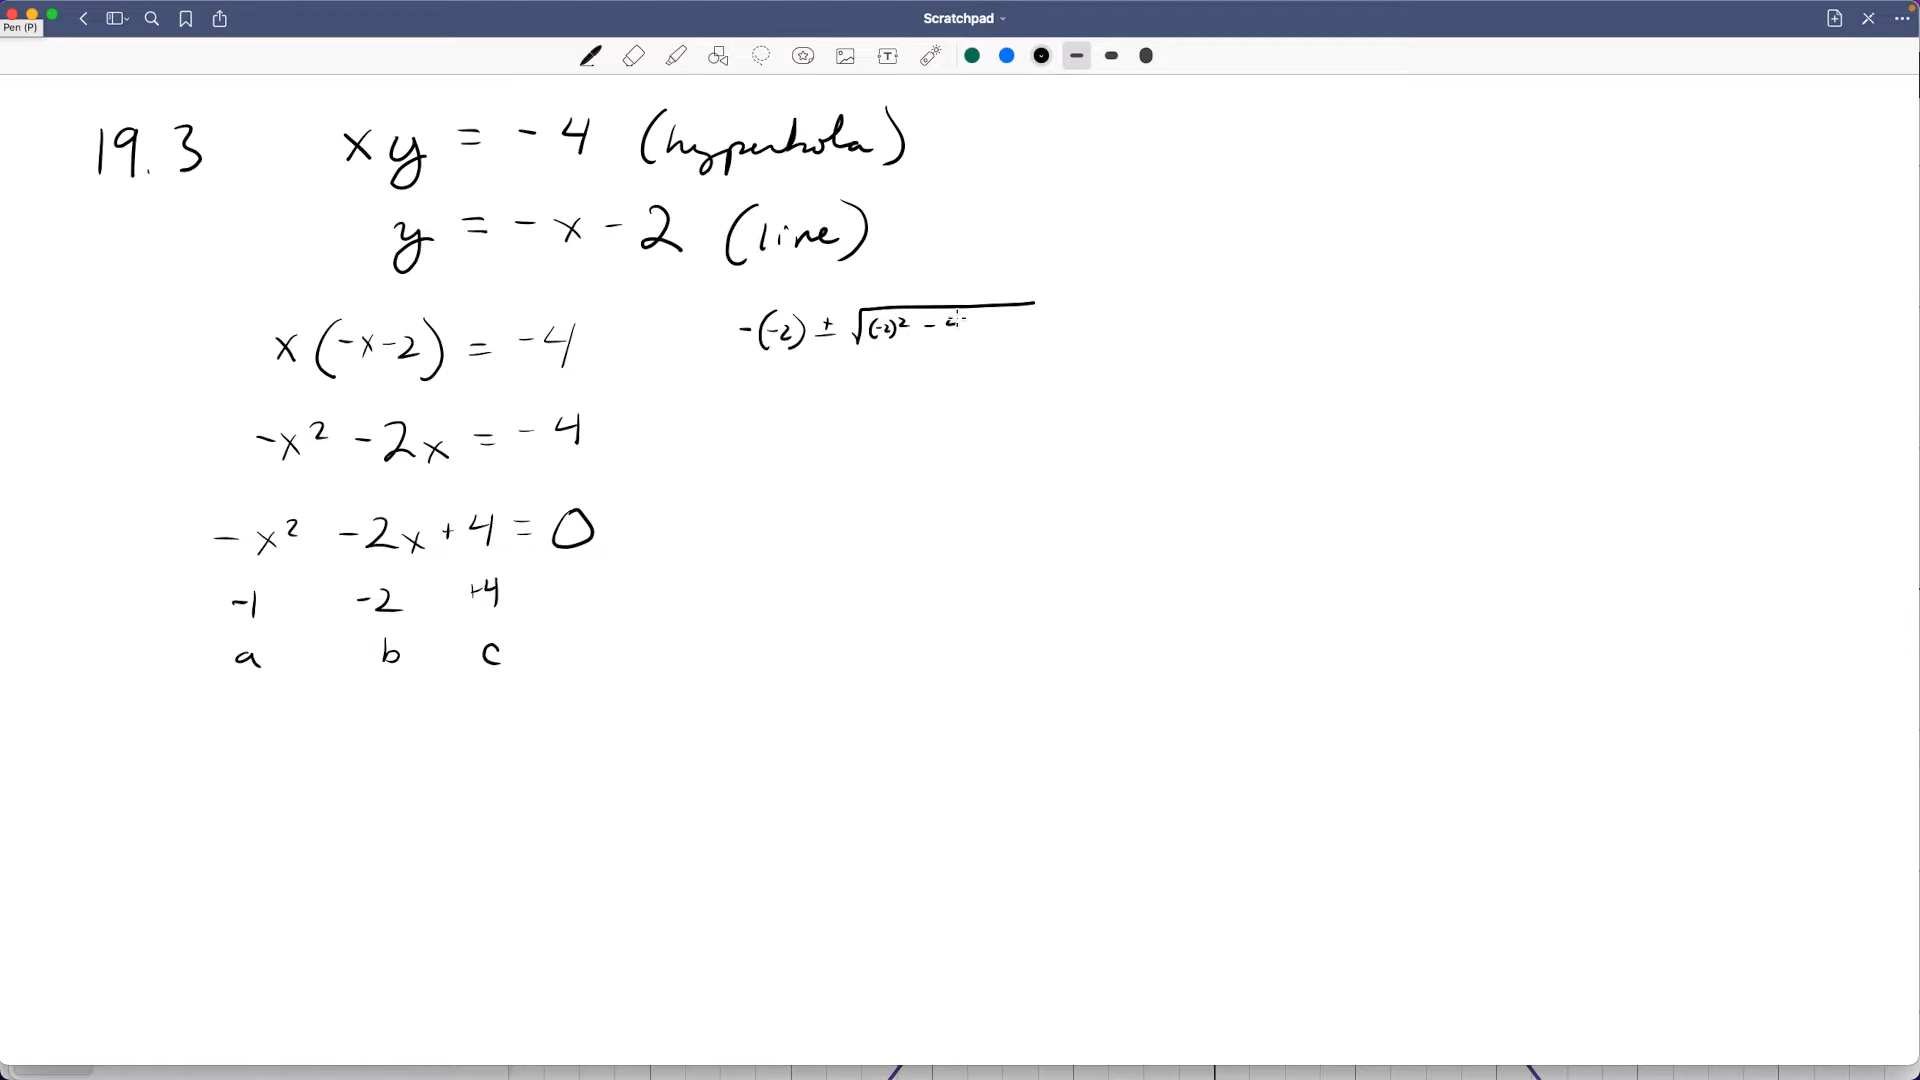 Scratchpad
Pen (P)
19.3 xy = -4 (hyperbola)
y = -x - 2 (line)
x(-x-2) = -4
-x² - 2x = -4
-x² - 2x + 4 = 0
-1 -2 +4
a b c
-(-2) ± √(-2)² -